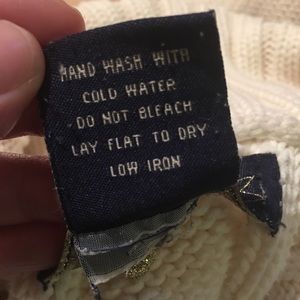 HAND WASH WITH
COLD WATER
DO NOT BLEACH
LAY FLAT TO DRY
LOW IRON